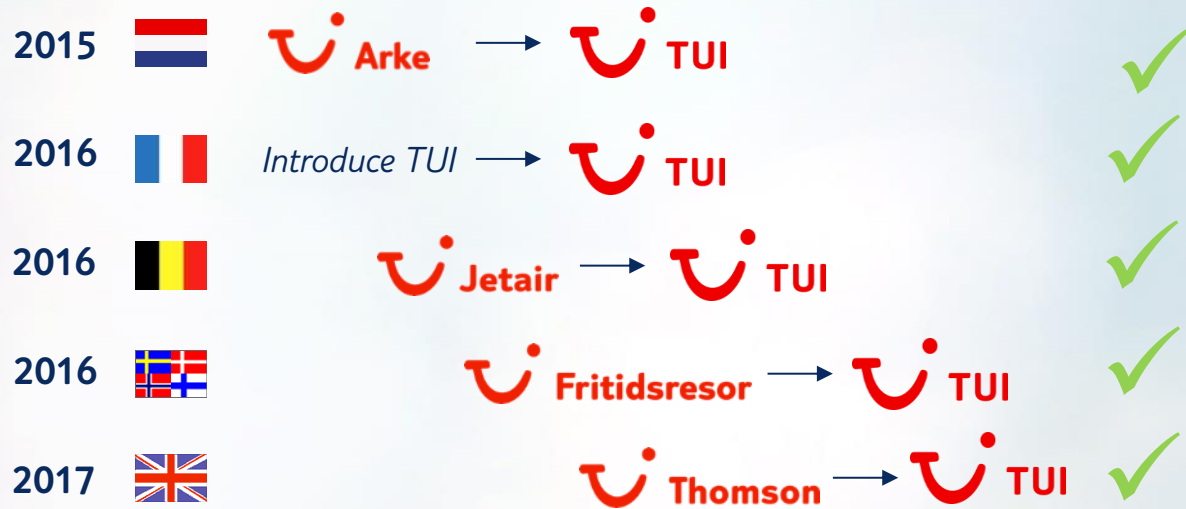 2015 Arke TUI
2016 Introduce TUI TUI
2016 Jetair TUI
2016 Fritidsresor TUI
2017 Thomson TUI